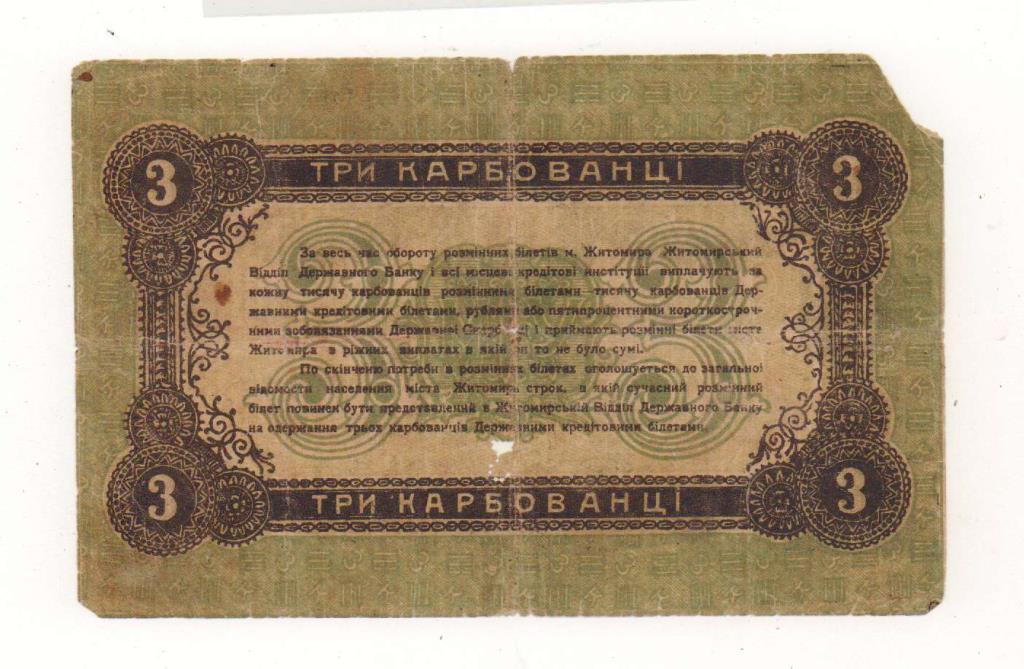 3 3
ТРИ КАРБОВАНЦІ
За весь час обороту розмінних білетів м. Житомира Житомирський
Відділ Державного Банку і всі місцеві кредітові інституції виплачують за
кожну тисячу карбованців розмінними білетами—тисячу карбованців Дер-
жавними кредітовими білетами, рублями або пятипроцентними короткостроч-
ними зобовязаннями Державної і приймають розмінні білети міста
Житомира в ріжних виплатах в якій би то не було сумі.
По скінченю потреби в розмінних білетах оголошується до загальної
відомости населення міста Житомира строк, в якій сучасний розмінний
білет повинен бути представлений в Житомирській Відділ Державного Банку
на одержання трьох карбованців Державними кредітовими білетами.
3 3
ТРИ КАРБОВАНЦІ